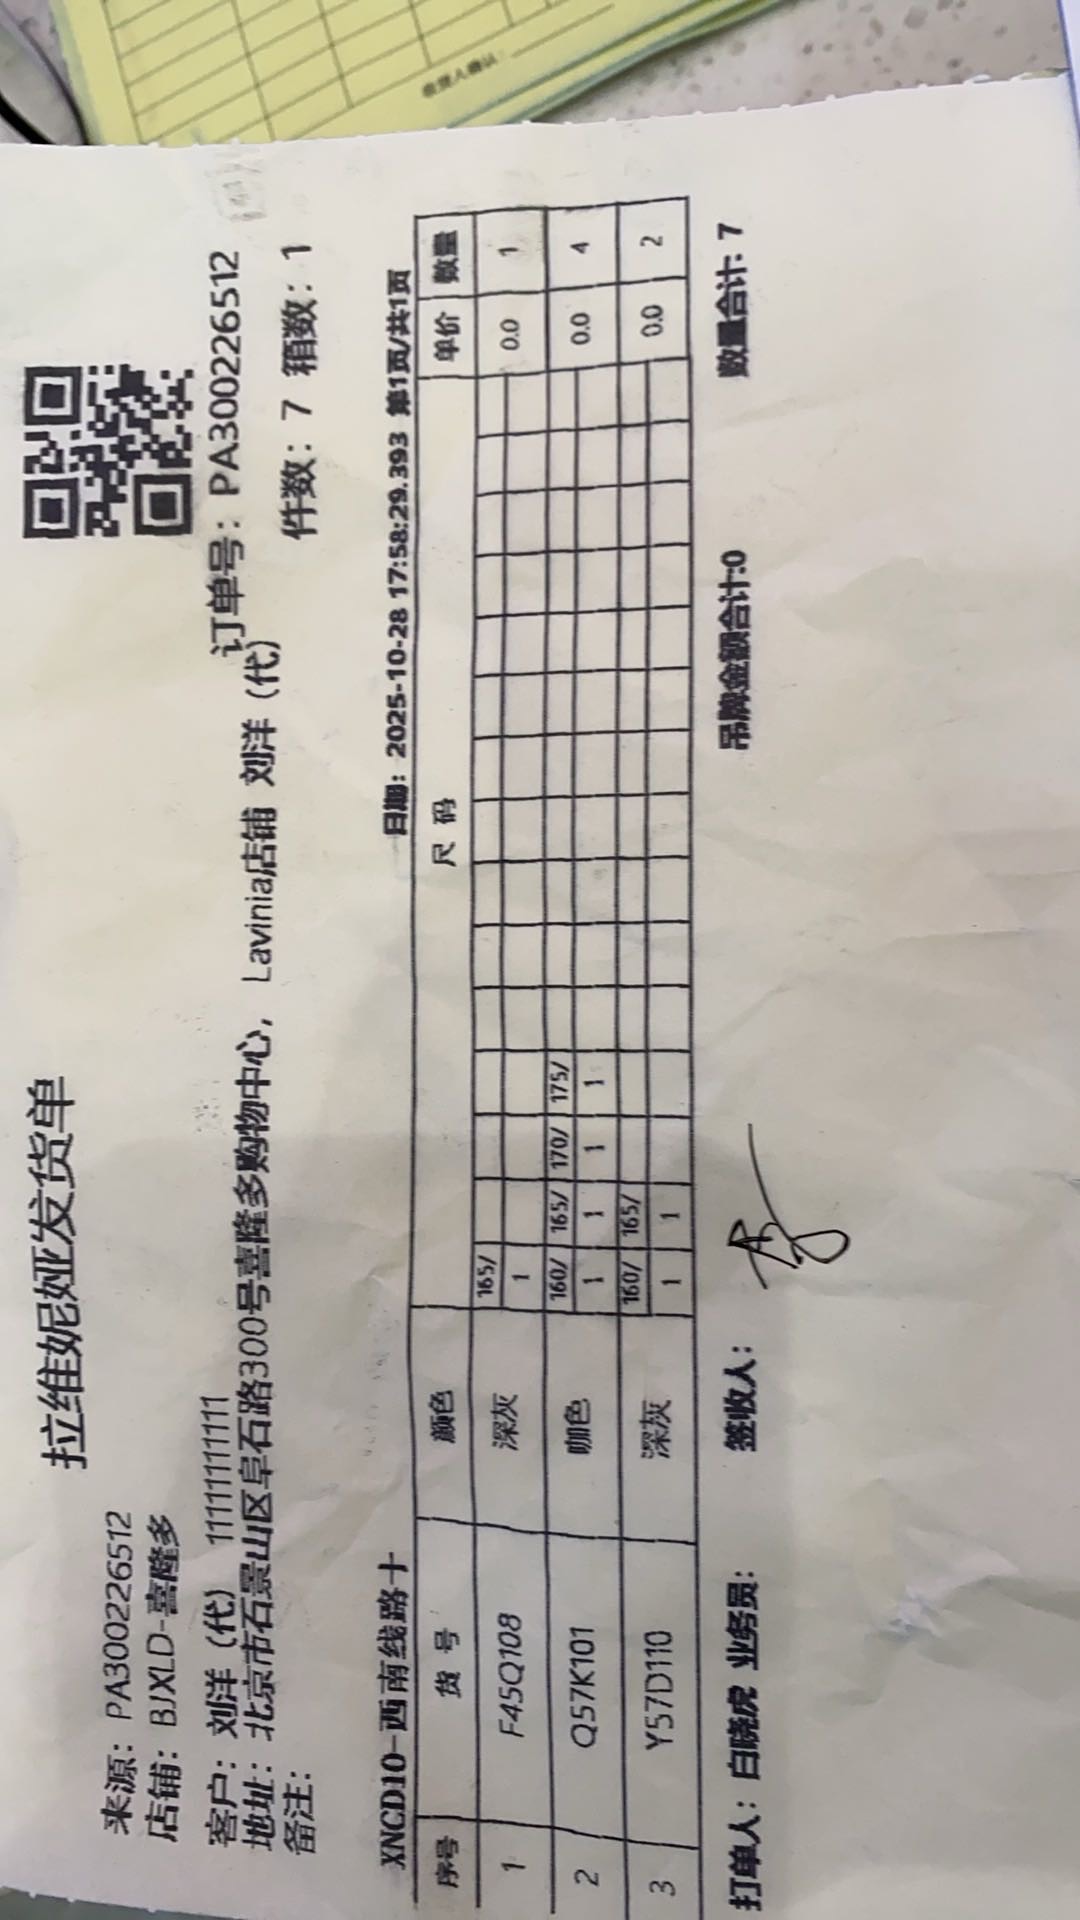 拉维妮娅发货单
来源：PA300226512
店铺：BJXLD-喜隆多
订单号：PA300226512
客户：刘洋（代） 11111111111
件数：7 箱数：1
地址：北京市石景山区阜石路300号喜隆多购物中心， Lavinia店铺 刘洋（代）
备注：
XNGD10-西南线路十 日期：2025-10-28 17:58:29.393 第1页/共1页
序号 货号 颜色 尺码 单价 数量
165/
1 F45Q108 深灰 1 0.0 1
160/ 165/ 170/ 175/
2 Q57K101 咖色 1 1 1 1 0.0 4
160/ 165/
3 Y57D110 深灰 1 1 0.0 2
打单人：白晓虎 业务员： 签收人： 吊牌金额合计:0 数量合计: 7
收货人确认：